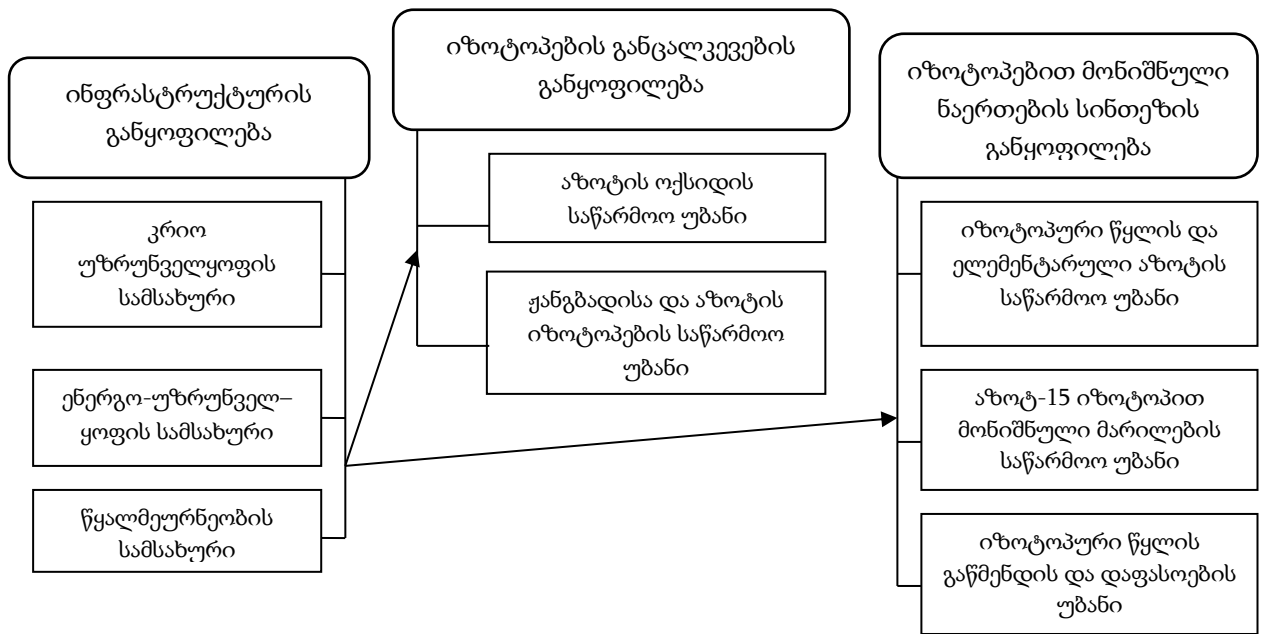 ინფრასტრუქტურის
განყოფილება
კრიო
უზრუნველყოფის
სამსახური
ენერგო-უზრუნველ–
ყოფის სამსახური
წყალმეურნეობის
სამსახური
იზოტოპების განცალკევების
განყოფილება
აზოტის ოქსიდის
საწარმოო უბანი
ჟანგბადისა და აზოტის
იზოტოპების საწარმოო
უბანი
იზოტოპებით მონიშნული
ნაერთების სინთეზის
განყოფილება
იზოტოპური წყლის და
ელემენტარული აზოტის
საწარმოო უბანი
აზოტ-15 იზოტოპით
მონიშნული მარილების
საწარმოო უბანი
იზოტოპური წყლის
გაწმენდის და დაფასოების
უბანი